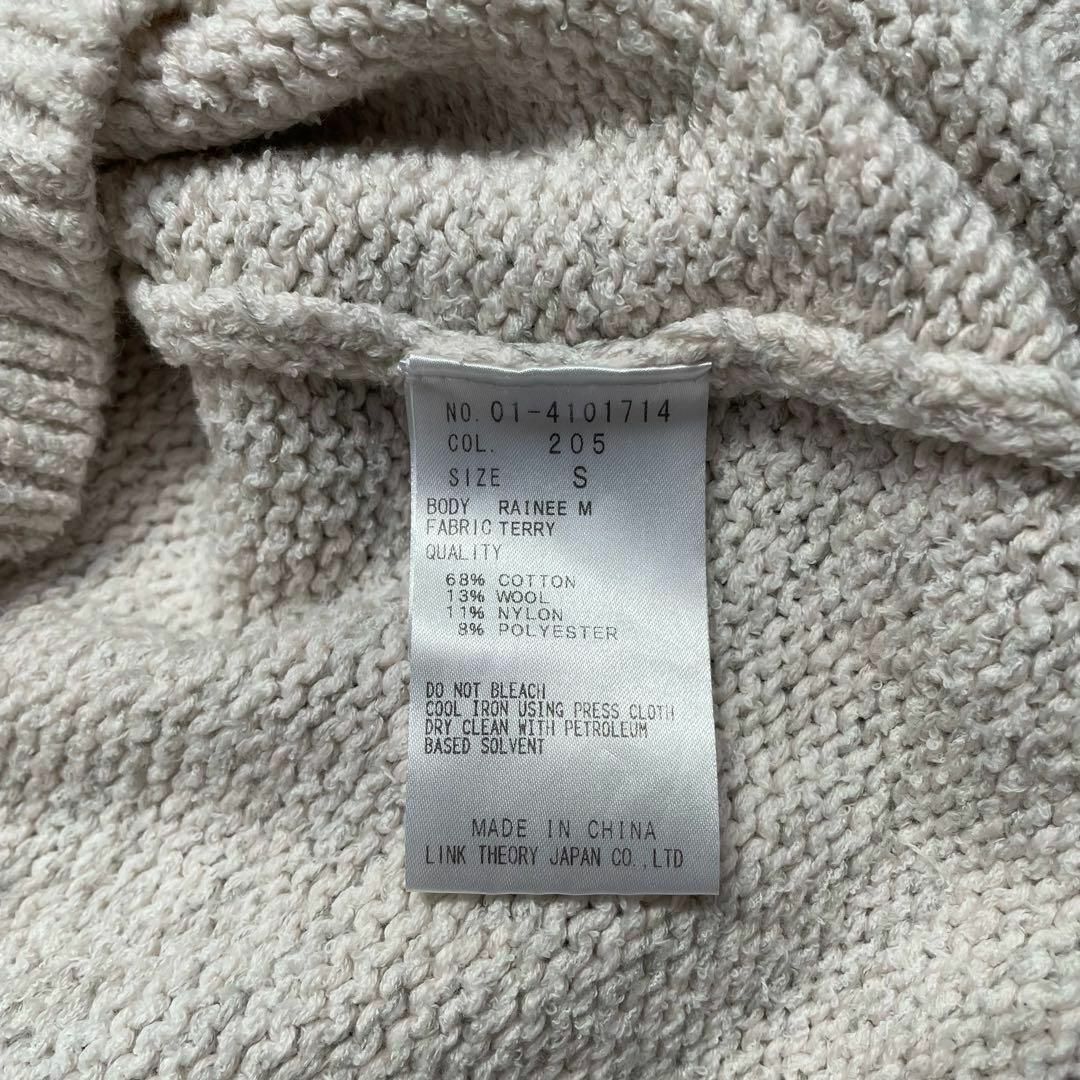 NO. 01-4101714
COL. 205
SIZE S
BODY RAINEE M
FABRIC TERRY
QUALITY
68% COTTON
13% WOOL
11% NYLON
8% POLYESTER
DO NOT BLEACH
COOL IRON USING PRESS CLOTH
DRY CLEAN WITH PETROLEUM
BASED SOLVENT
MADE IN CHINA
LINK THEORY JAPAN CO.,LTD